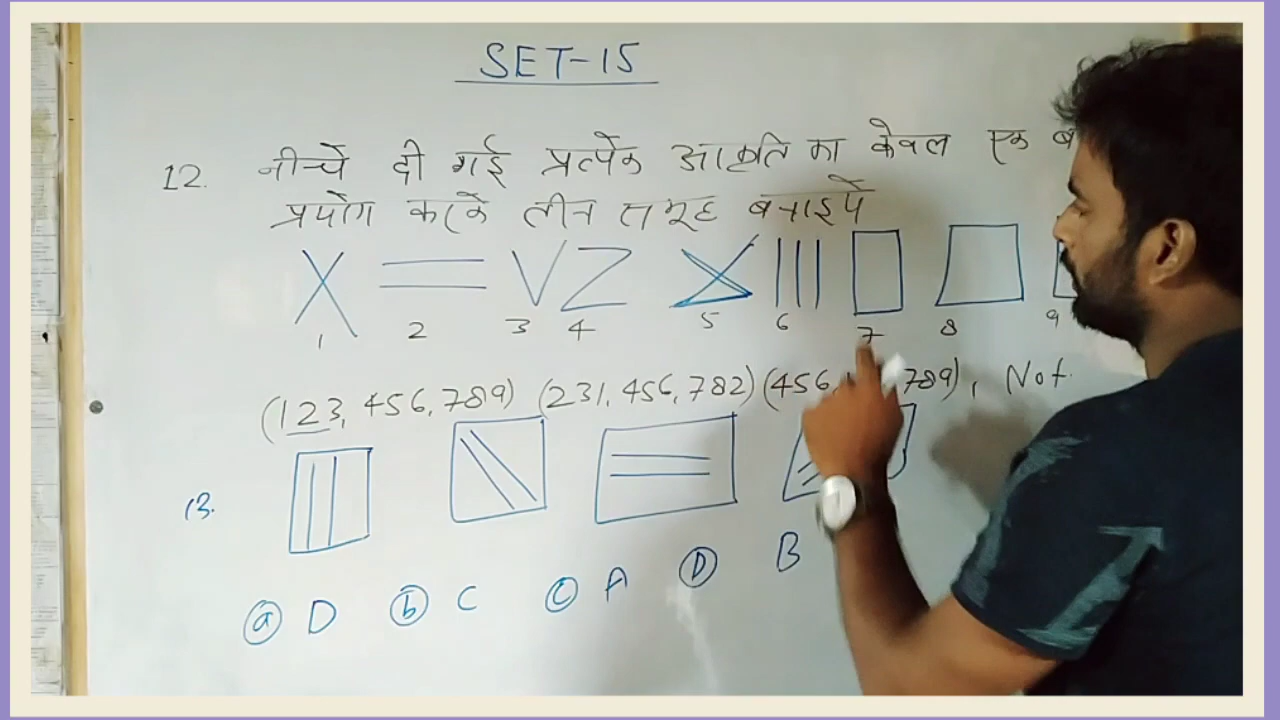 SET-15
12. नीचे दी गई प्रत्येक आकृति का केवल एक
प्रयोग करके तीन समूह बनाइये
1 2 3 4 5 6 7 8 9
(123, 456, 789) (231, 456, 782) (456, 789), Not
13.
(a) D (b) C (c) A (D) B